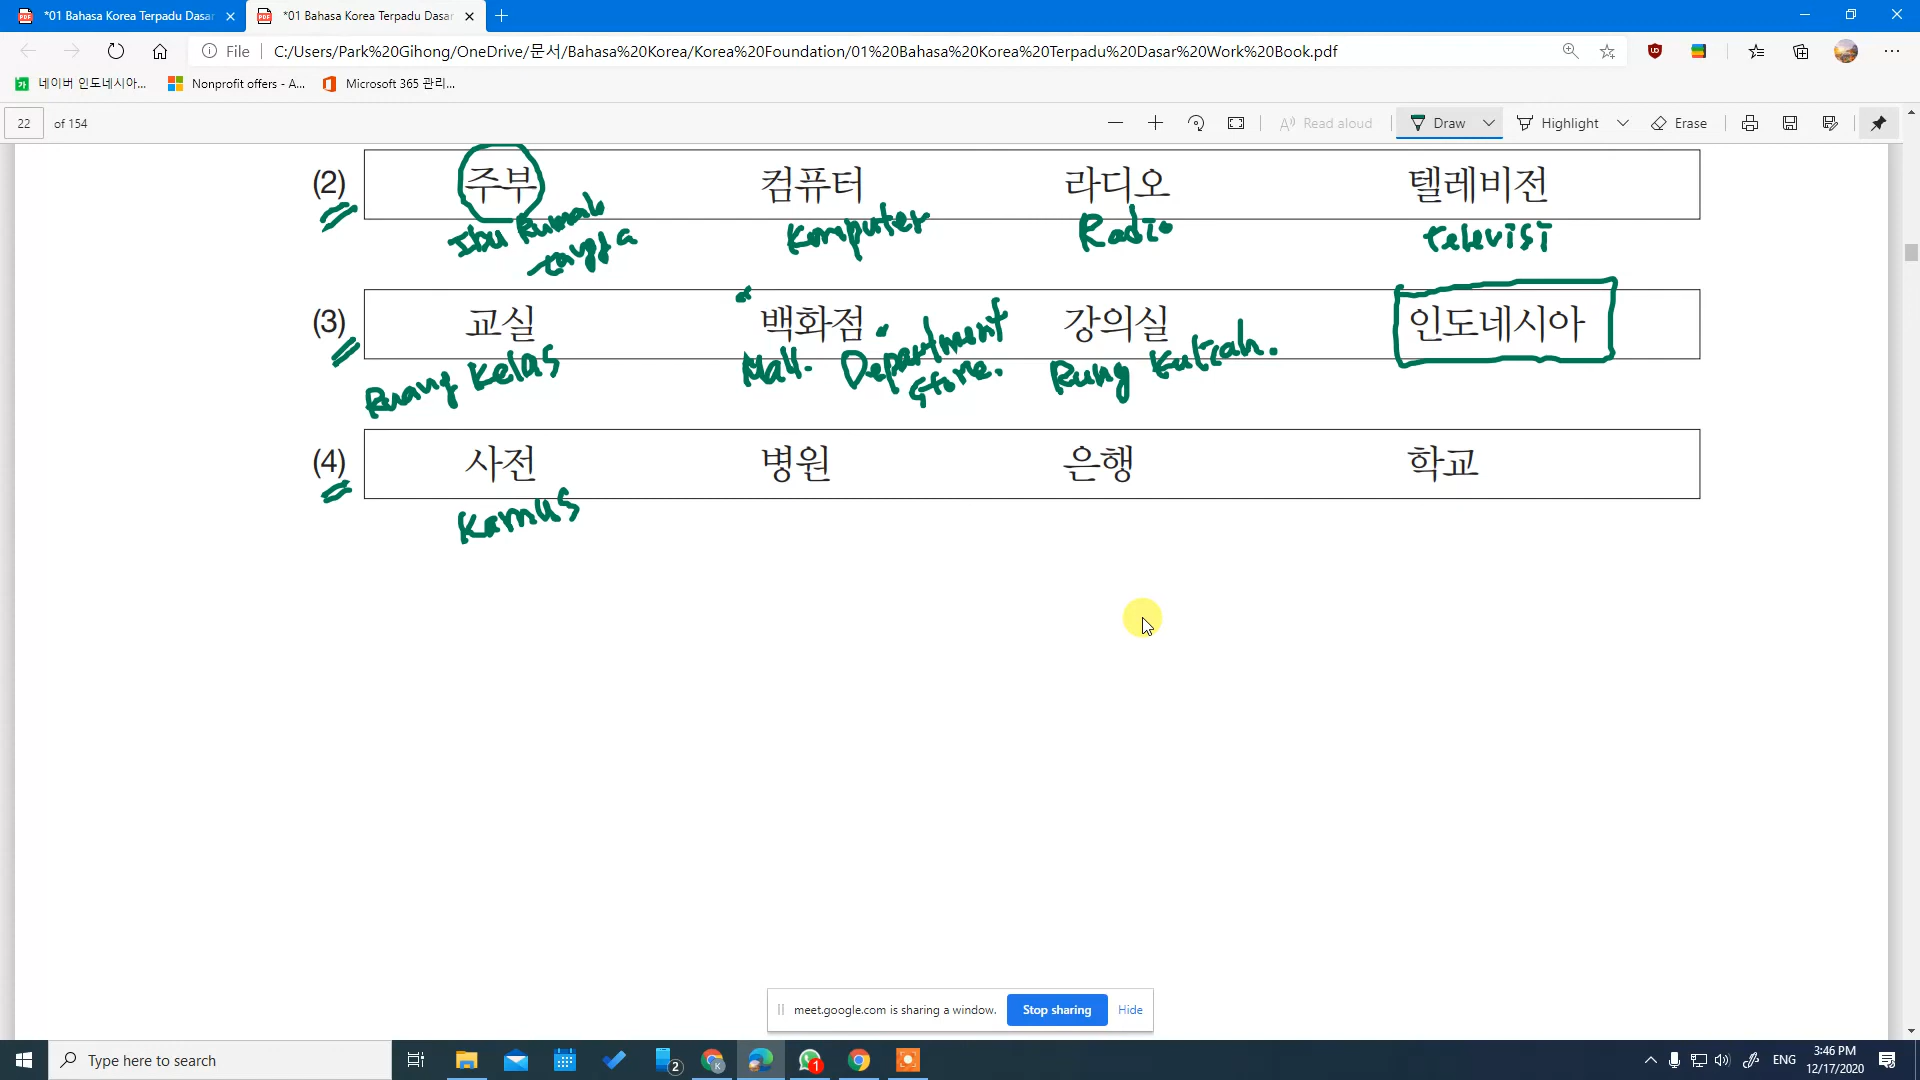 *01 Bahasa Korea Terpadu Dasar
*01 Bahasa Korea Terpadu Dasar
File
C:/Users/Park%20Gihong/OneDrive/문서/Bahasa%20Korea/Korea%20Foundation/01%20Bahasa%20Korea%20Terpadu%20Dasar%20Work%20Book.pdf
네이버 인도네시아... Nonprofit offers - A... Microsoft 365 관리...
22 of 154 Read aloud Draw Highlight Erase
(2) 주부 컴퓨터 라디오 텔레비전
Ibu Rumah Komputer Radio Televisi
tangga
(3) 교실 백화점 강의실 인도네시아
Ruang Kelas Mall. Department Rung Kuliah.
Store.
(4) 사전 병원 은행 학교
Kamus
meet.google.com is sharing a window. Stop sharing Hide
Type here to search
2
K
1
ENG
3:46 PM
12/17/2020